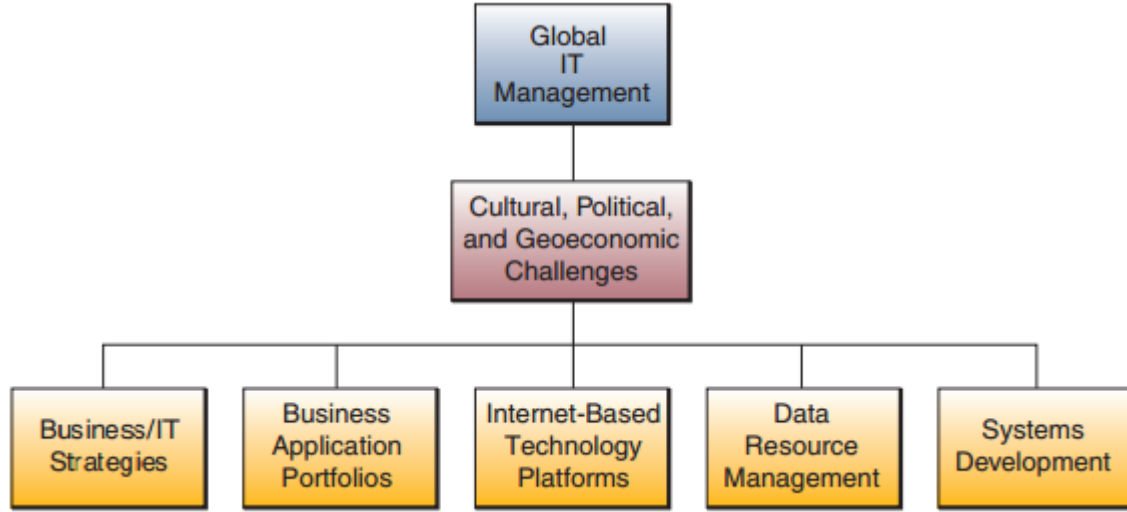 Global
IT
Management
Cultural, Political,
and Geoeconomic
Challenges
Business/IT
Strategies
Business
Application
Portfolios
Internet-Based
Technology
Platforms
Data
Resource
Management
Systems
Development